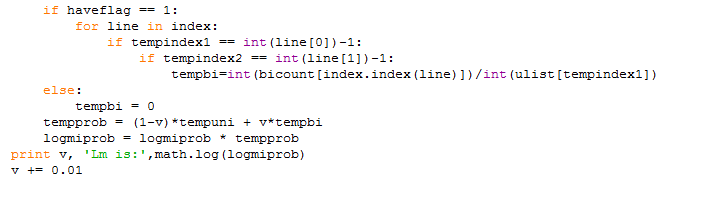 if haveflag == 1:
for line in index:
if tempindex1 == int(line[0])-1:
if tempindex2 == int(line[1])-1:
tempbi=int(bicount[index.index(line)])/int(ulist[tempindex1])
else:
tempbi = 0
tempprob = (1-v)*tempuni + v*tempbi
logmiprob = logmiprob * tempprob
print v, 'Lm is:',math.log(logmiprob)
v += 0.01